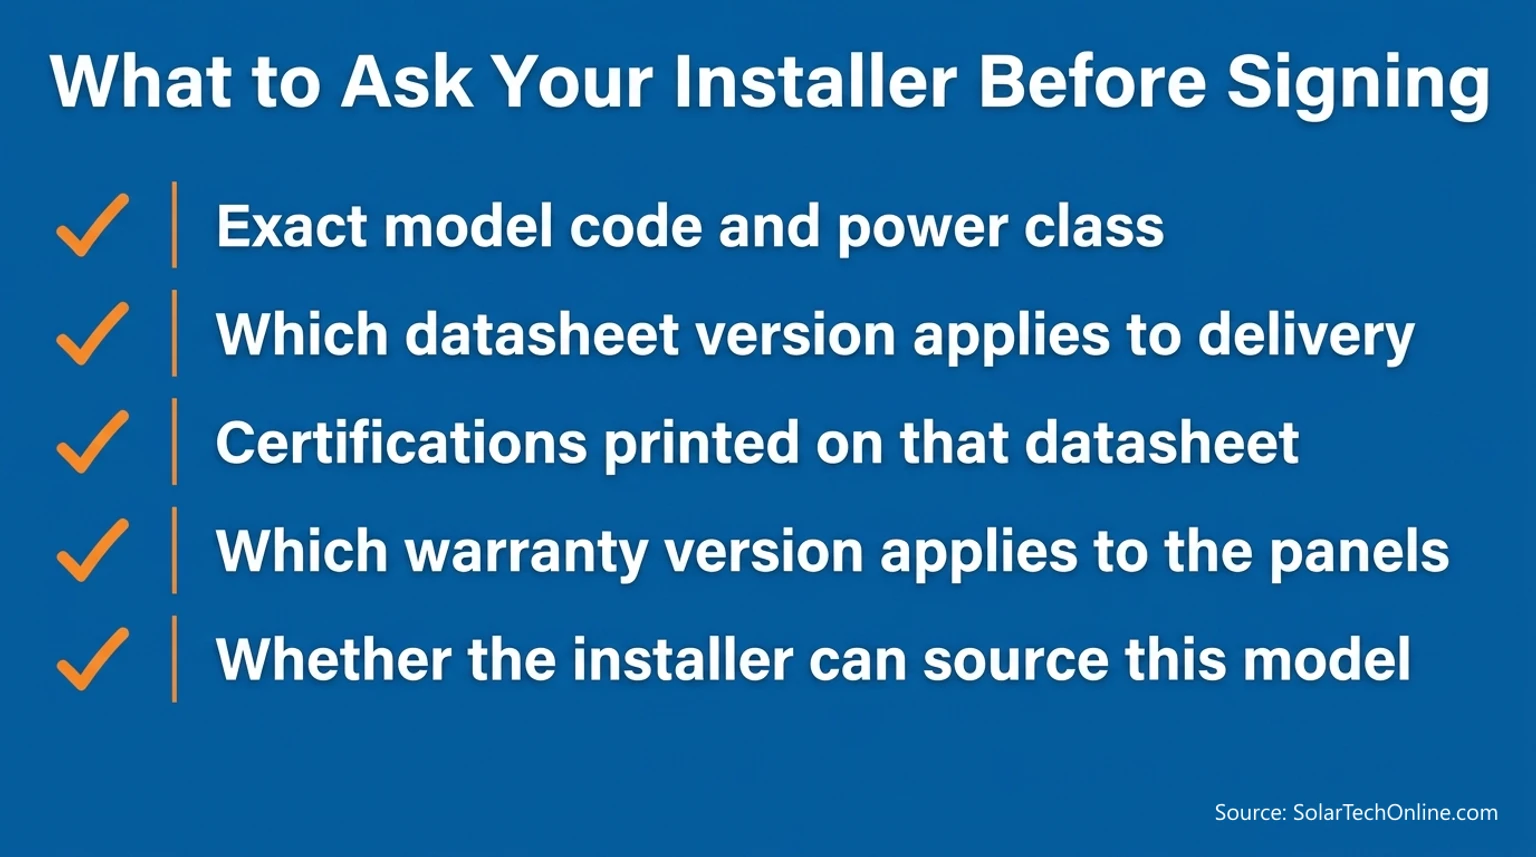 What to Ask Your Installer Before Signing
Exact model code and power class
Which datasheet version applies to delivery
Certifications printed on that datasheet
Which warranty version applies to the panels
Whether the installer can source this model
Source: SolarTechOnline.com